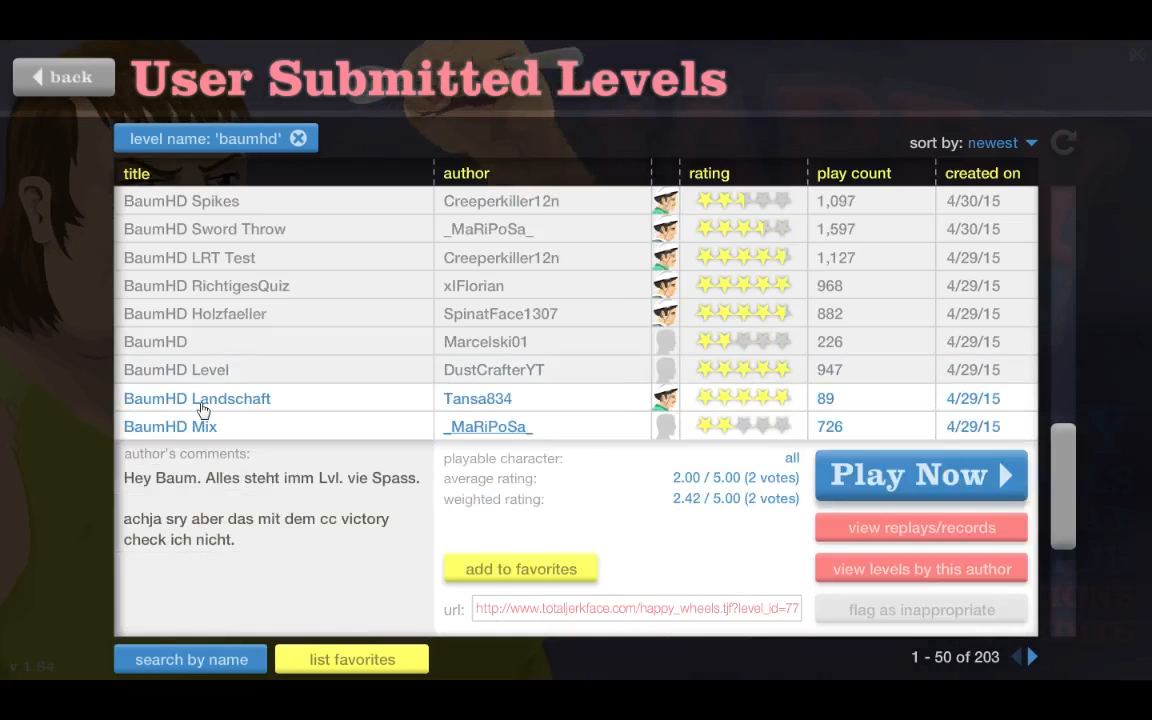 back
User Submitted Levels
level name: 'baumhd'
sort by: newest
title author rating play count created on
BaumHD Spikes Creeperkiller12n 1,097 4/30/15
BaumHD Sword Throw _MaRiPoSa_ 1,597 4/30/15
BaumHD LRT Test Creeperkiller12n 1,127 4/29/15
BaumHD RichtigesQuiz xIFlorian 968 4/29/15
BaumHD Holzfaeller SpinatFace1307 882 4/29/15
BaumHD Marcelski01 226 4/29/15
BaumHD Level DustCrafterYT 947 4/29/15
BaumHD Landschaft Tansa834 89 4/29/15
BaumHD Mix _MaRiPoSa_ 726 4/29/15
author's comments:
Hey Baum. Alles steht imm Lvl. vie Spass.
achja sry aber das mit dem cc victory
check ich nicht.
playable character: all
average rating: 2.00 / 5.00 (2 votes)
weighted rating: 2.42 / 5.00 (2 votes)
add to favorites
url: http://www.totaljerkface.com/happy_wheels.tjf?level_id=77
Play Now
view replays/records
view levels by this author
flag as inappropriate
search by name
list favorites
1 - 50 of 203
v 1.84